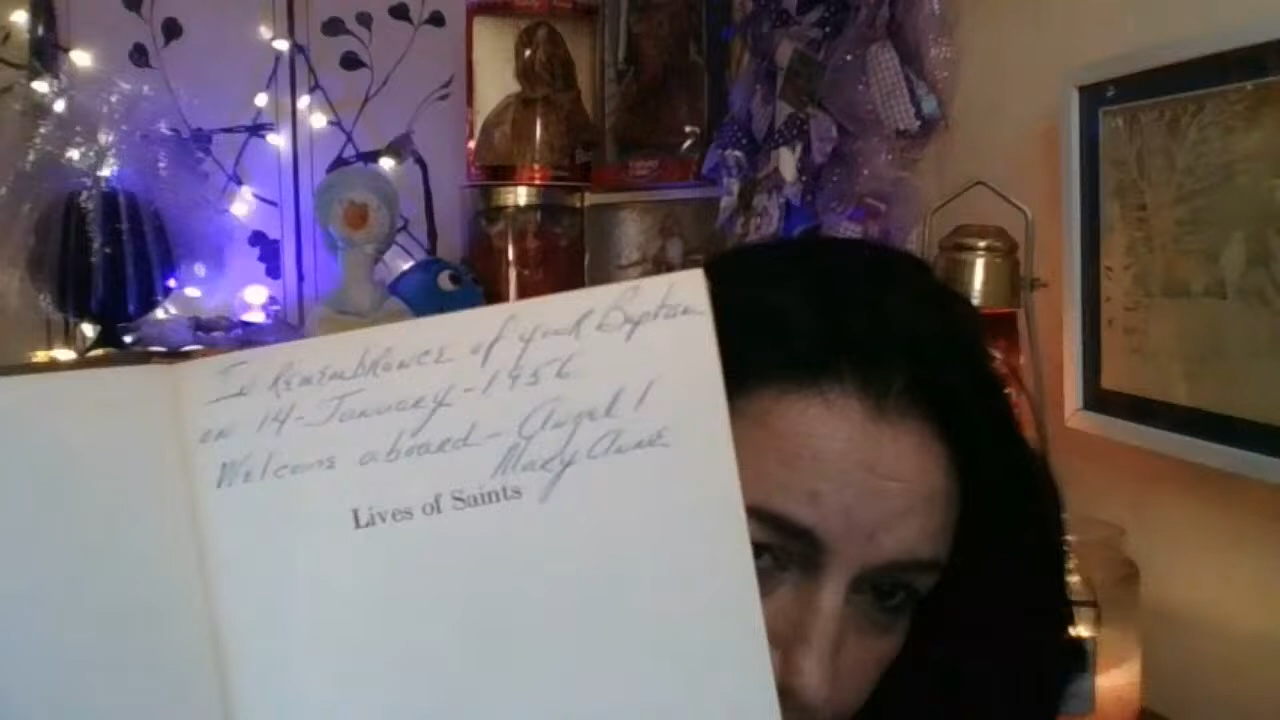 In Remembrance of your Baptism
on 14-January-1956
Welcome aboard - Angel!
Mary Anne
Lives of Saints